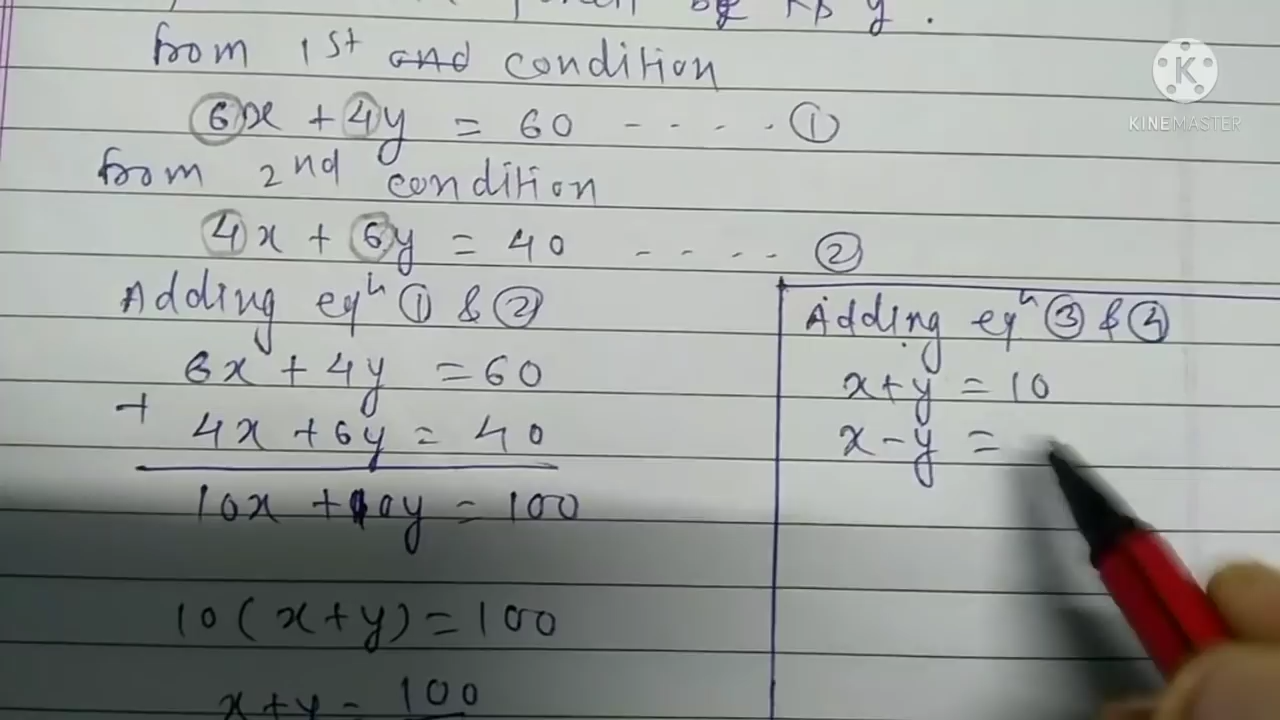 y.
from 1st and condition
6x + 4y = 60 - - - - - ①
from 2nd condition
4x + 6y = 40 - - - - ②
Adding eqn ① & ②
6x + 4y = 60
+ 4x + 6y = 40
10x + 10y = 100
10(x+y) = 100
x+y = 100
Adding eqn ③ & ④
x+y = 10
x-y =
KINEMASTER